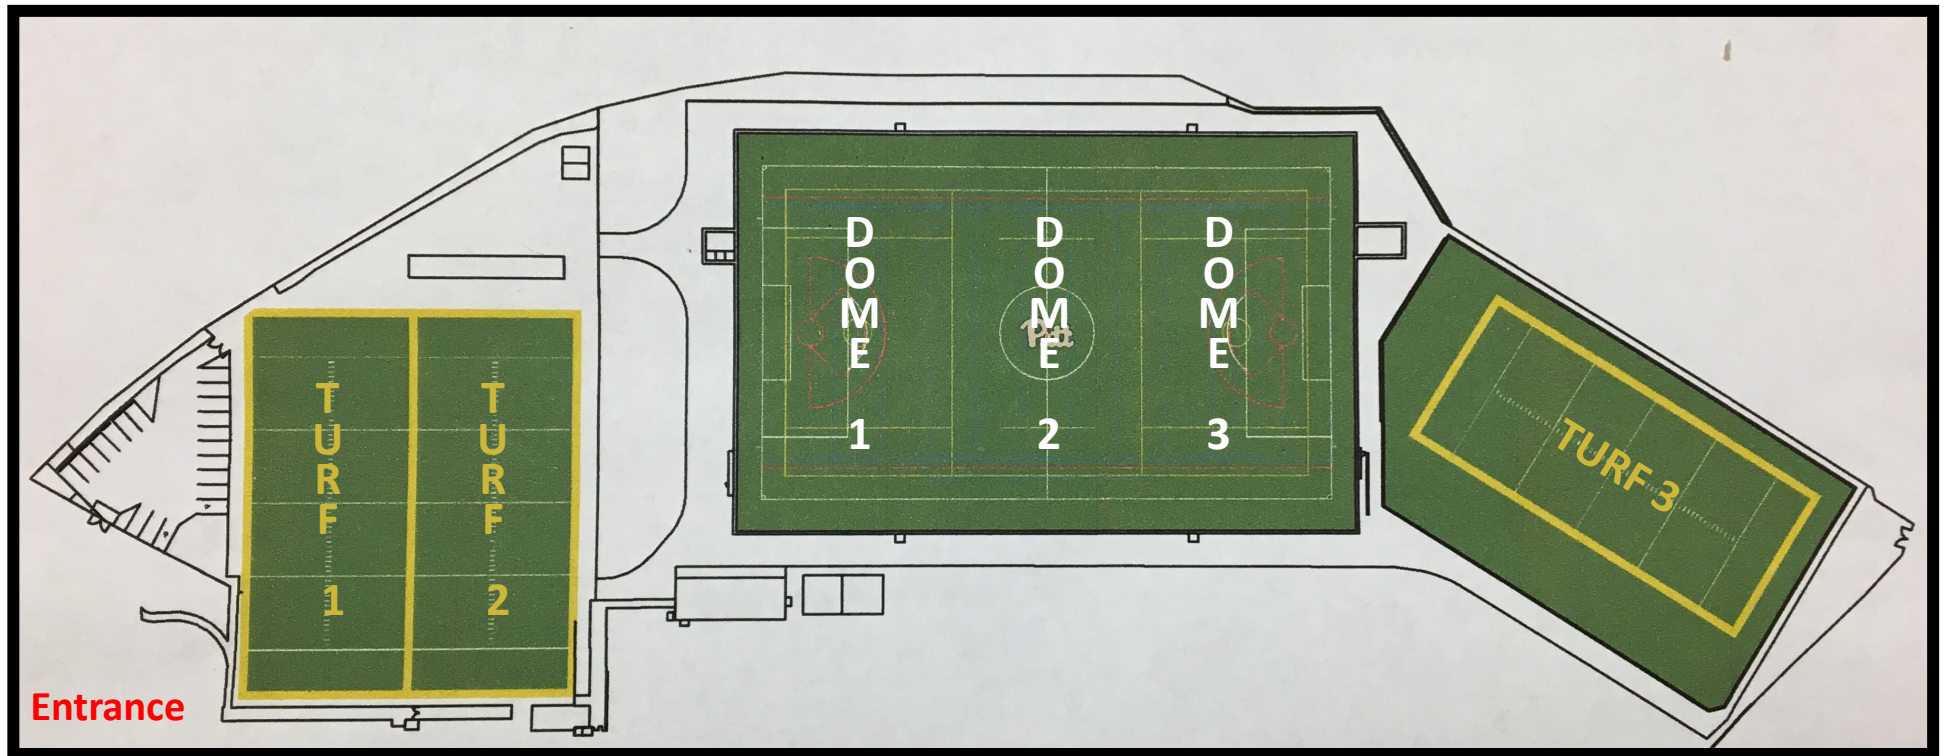 TURF 1
TURF 2
DOME 1
DOME 2
Pitt
DOME 3
TURF 3
Entrance